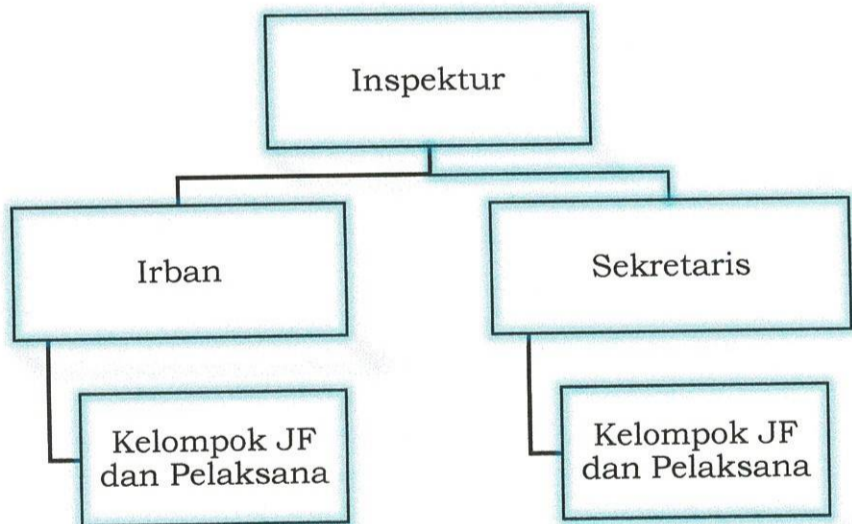 Inspektur
Irban
Sekretaris
Kelompok JF
dan Pelaksana
Kelompok JF
dan Pelaksana